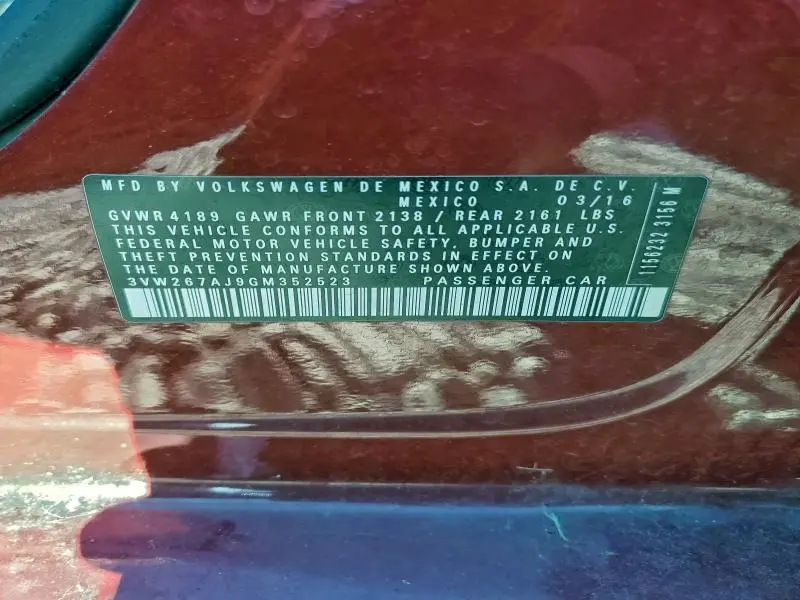 MFD BY VOLKSWAGEN DE MEXICO S.A. DE C.V.
MEXICO 03/16
GVWR 4189 GAWR FRONT 2138 / REAR 2161 LBS
THIS VEHICLE CONFORMS TO ALL APPLICABLE U.S.
FEDERAL MOTOR VEHICLE SAFETY, BUMPER AND
THEFT PREVENTION STANDARDS IN EFFECT ON
THE DATE OF MANUFACTURE SHOWN ABOVE.
3VW267AJ9GM352523 PASSENGER CAR
1156232 3156 M